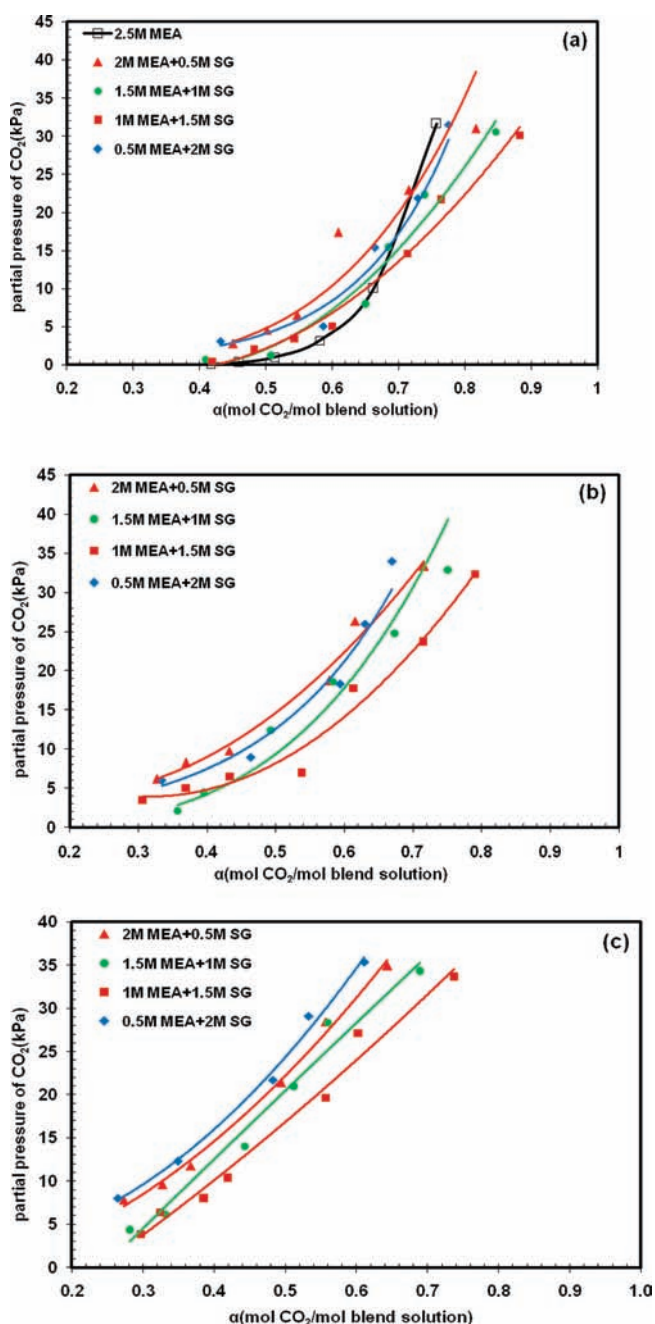 (a)
2.5M MEA
2M MEA+0.5M SG
1.5M MEA+1M SG
1M MEA+1.5M SG
0.5M MEA+2M SG
partial pressure of CO₂(kPa)
45
40
35
30
25
20
15
10
5
0
0.2 0.3 0.4 0.5 0.6 0.7 0.8 0.9 1
α(mol CO₂/mol blend solution)
(b)
2M MEA+0.5M SG
1.5M MEA+1M SG
1M MEA+1.5M SG
0.5M MEA+2M SG
partial pressure of CO₂(kPa)
45
40
35
30
25
20
15
10
5
0
0.2 0.3 0.4 0.5 0.6 0.7 0.8 0.9 1
α(mol CO₂/mol blend solution)
(c)
2M MEA+0.5M SG
1.5M MEA+1M SG
1M MEA+1.5M SG
0.5M MEA+2M SG
partial pressure of CO₂(kPa)
40
35
30
25
20
15
10
5
0
0.2 0.3 0.4 0.5 0.6 0.7 0.8 0.9 1.0
α(mol CO₂/mol blend solution)